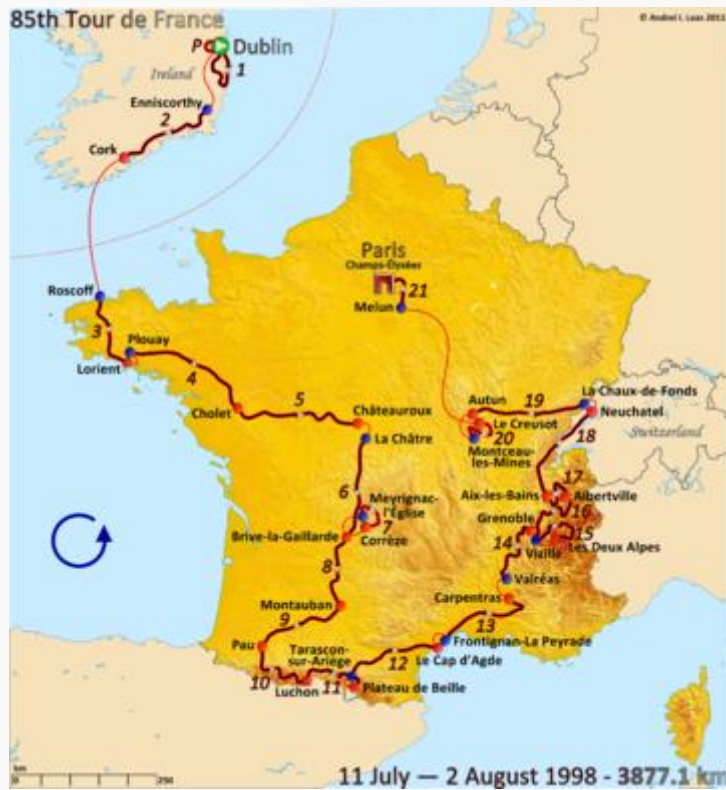 85th Tour de France
© Andrei I. Loas 2011
P
Dublin
Ireland
1
Enniscorthy
2
Cork
Paris
Champs-Élysées
21
Roscoff
Melun
3
Plouay
Lorient
4
5
Cholet
Châteauroux
La Châtre
Autun
19
La Chaux-de-Fonds
Neuchatel
Le Creusot
20
18
Switzerland
Montceau-
les-Mines
6
Meyrignac-
l'Église
7
Aix-les-Bains
17
Albertville
16
Brive-la-Gaillarde
Corrèze
Grenoble
14
15
Vizille
Les Deux Alpes
8
Valréas
Montauban
Carpentras
9
13
Pau
Tarascon-
sur-Ariège
Frontignan-La Peyrade
12
Le Cap d'Agde
10
Luchon
11
Plateau de Beille
km
0
250
11 July — 2 August 1998 - 3877.1 km